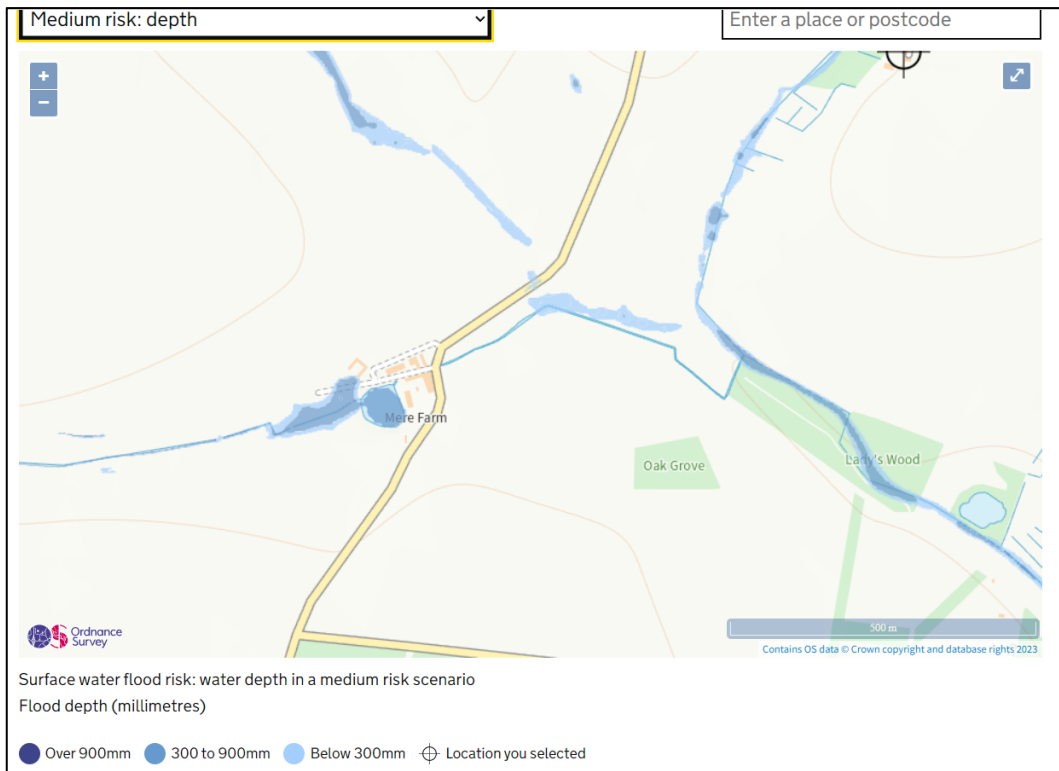 Medium risk: depth
Enter a place or postcode
+
−
Mere Farm
Oak Grove
Lady's Wood
Ordnance
Survey
500 m
Contains OS data © Crown copyright and database rights 2023
Surface water flood risk: water depth in a medium risk scenario
Flood depth (millimetres)
Over 900mm 300 to 900mm Below 300mm Location you selected